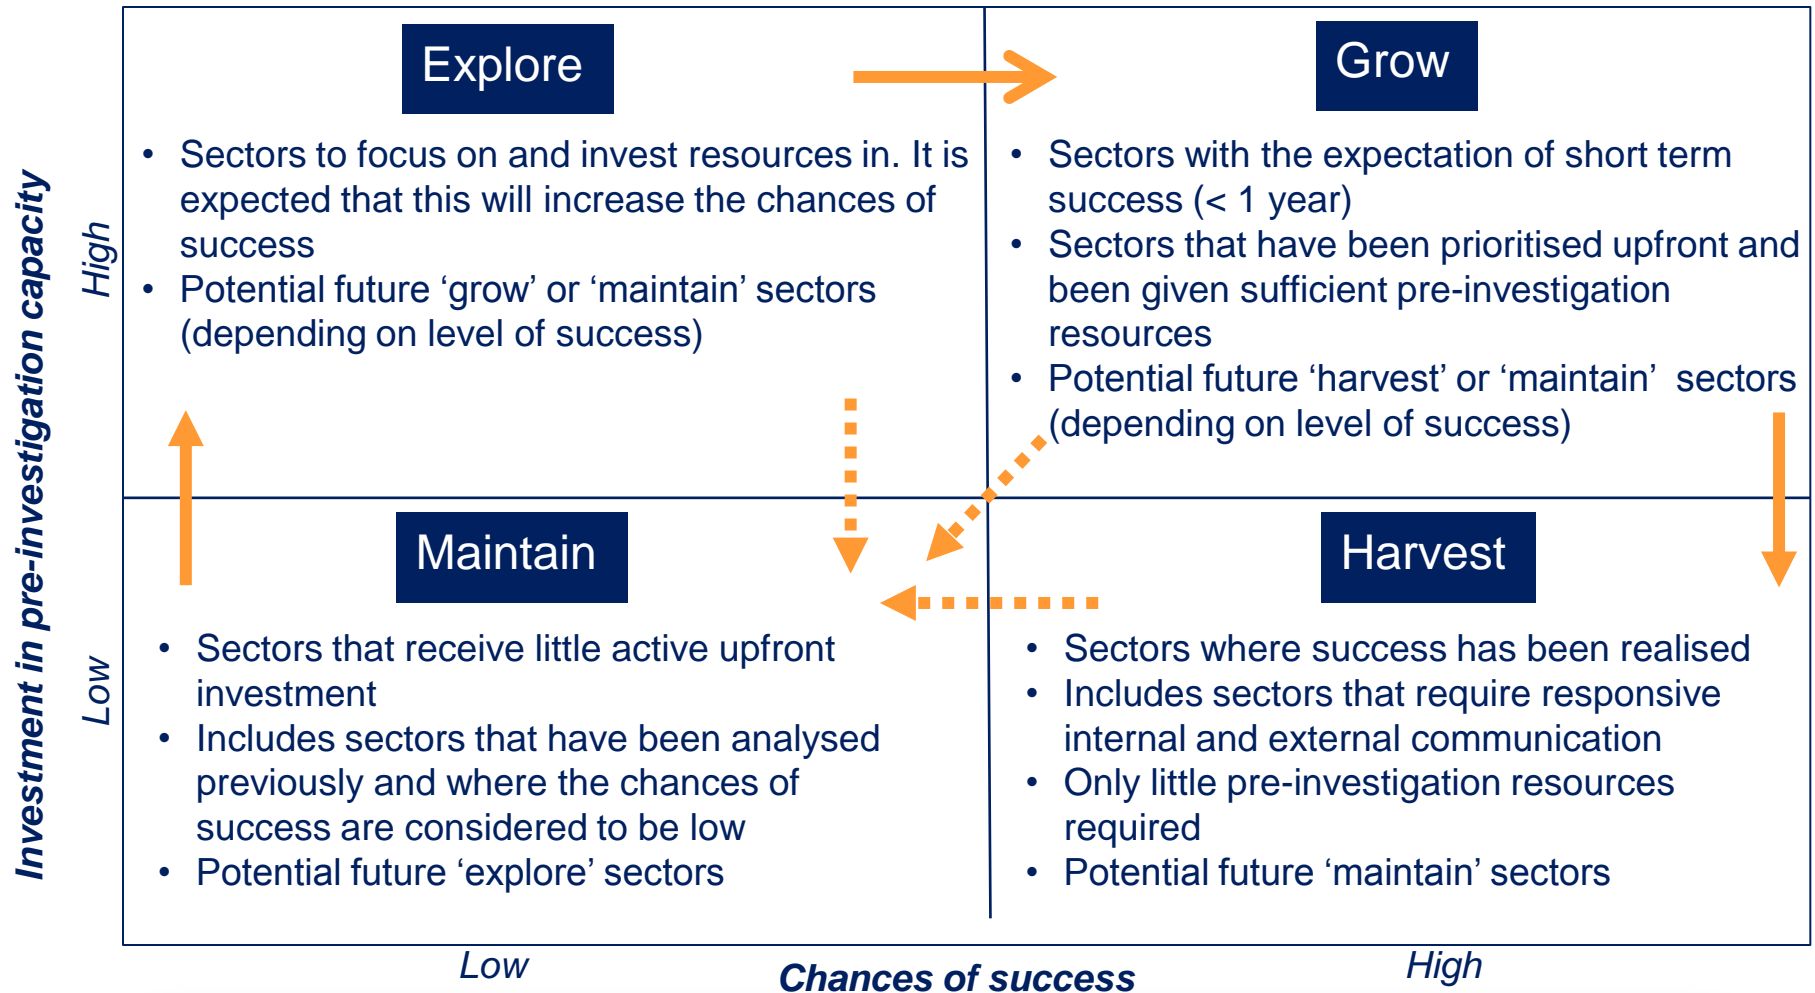 Explore
• Sectors to focus on and invest resources in. It is
expected that this will increase the chances of
success
• Potential future ‘grow’ or ‘maintain’ sectors
(depending on level of success)
Grow
• Sectors with the expectation of short term
success (< 1 year)
• Sectors that have been prioritised upfront and
been given sufficient pre-investigation
resources
• Potential future ‘harvest’ or ‘maintain’ sectors
(depending on level of success)
Maintain
• Sectors that receive little active upfront
investment
• Includes sectors that have been analysed
previously and where the chances of
success are considered to be low
• Potential future ‘explore’ sectors
Harvest
• Sectors where success has been realised
• Includes sectors that require responsive
internal and external communication
• Only little pre-investigation resources
required
• Potential future ‘maintain’ sectors
Investment in pre-investigation capacity
High
Low
Low
Chances of success
High